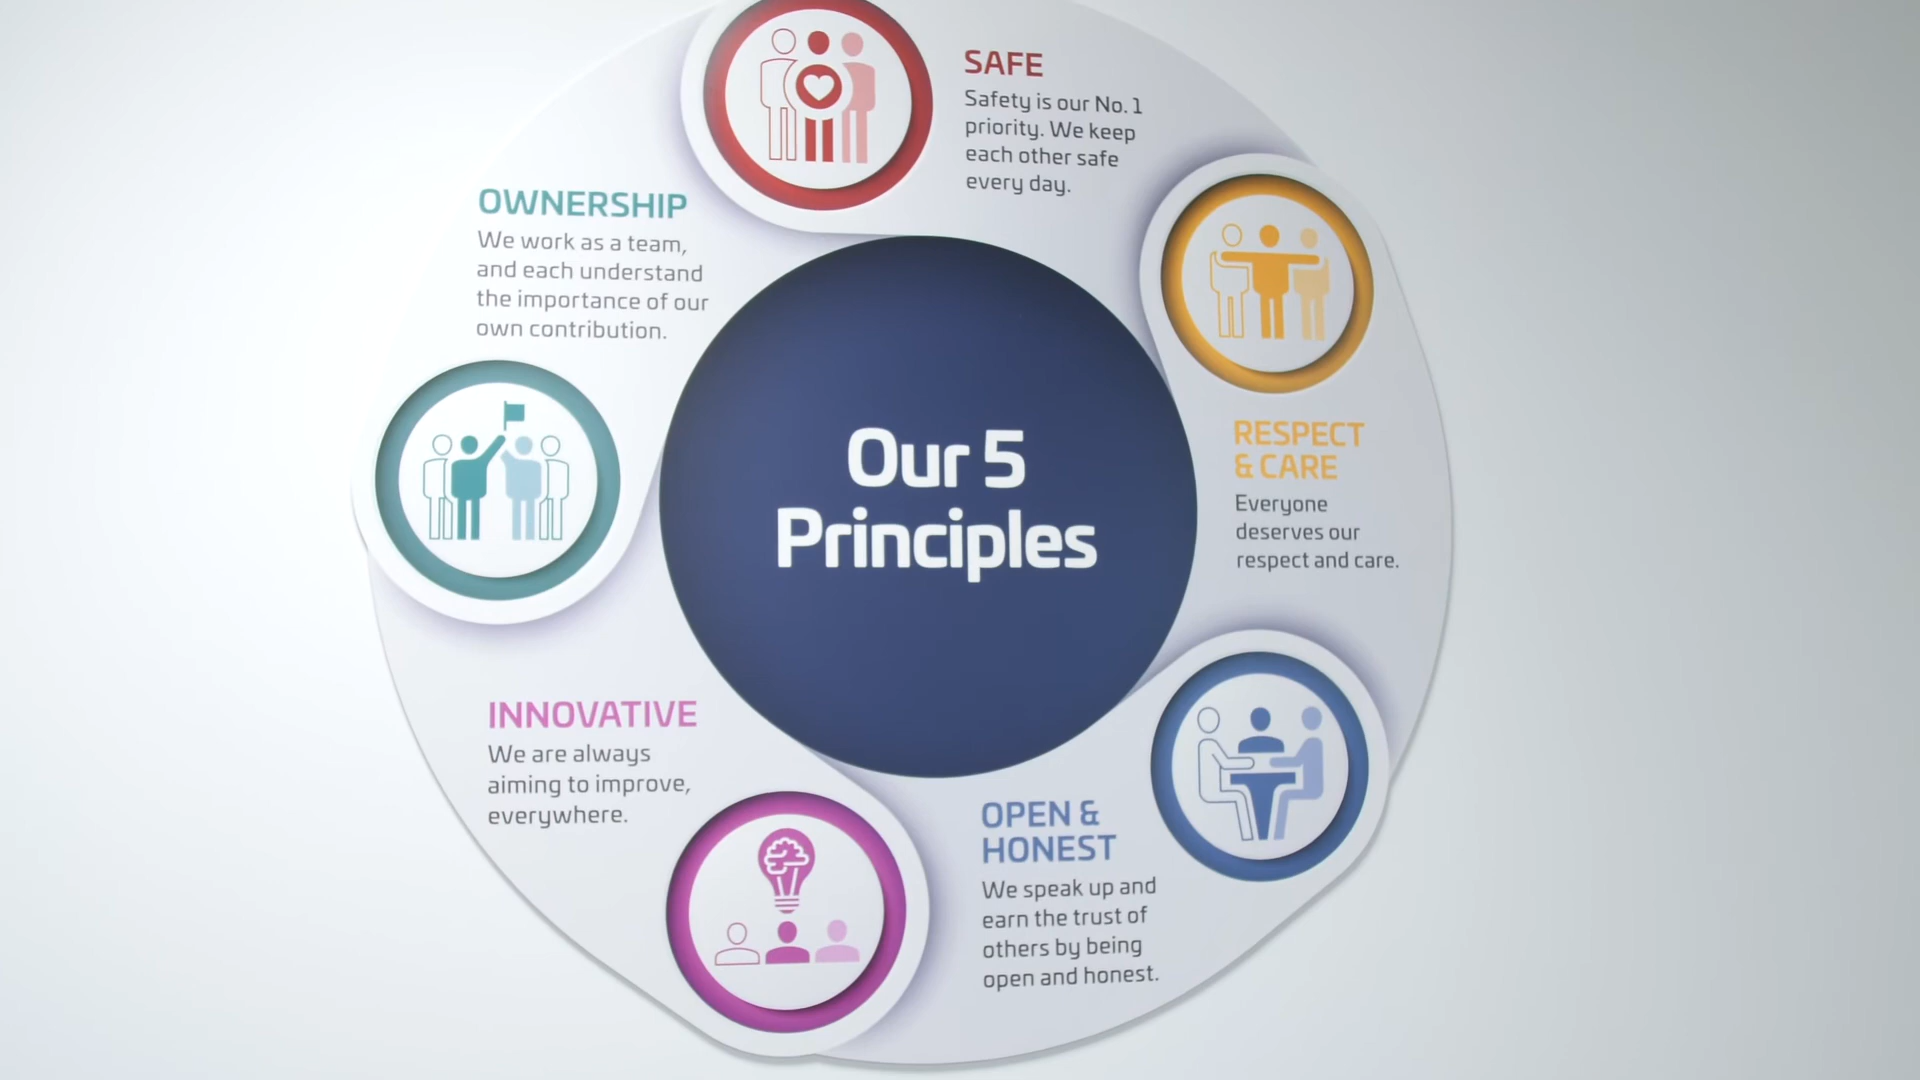 Our 5
Principles
SAFE
Safety is our No. 1
priority. We keep
each other safe
every day.
RESPECT
& CARE
Everyone
deserves our
respect and care.
OPEN &
HONEST
We speak up and
earn the trust of
others by being
open and honest.
INNOVATIVE
We are always
aiming to improve,
everywhere.
OWNERSHIP
We work as a team,
and each understand
the importance of our
own contribution.